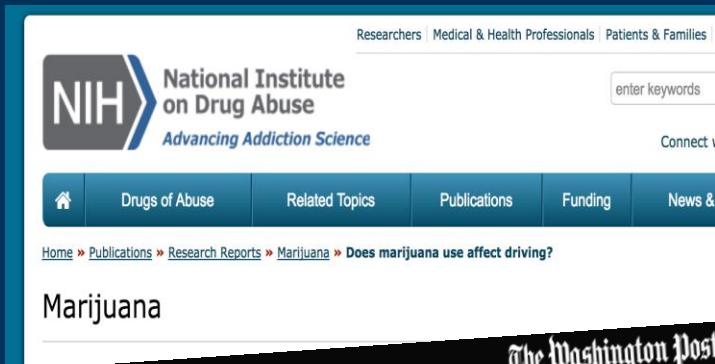 Researchers Medical & Health Professionals Patients & Families
NIH National Institute
on Drug Abuse
Advancing Addiction Science
enter keywords
Connect
Drugs of Abuse Related Topics Publications Funding News &
Home » Publications » Research Reports » Marijuana » Does marijuana use affect driving?
Marijuana
The Washington Post